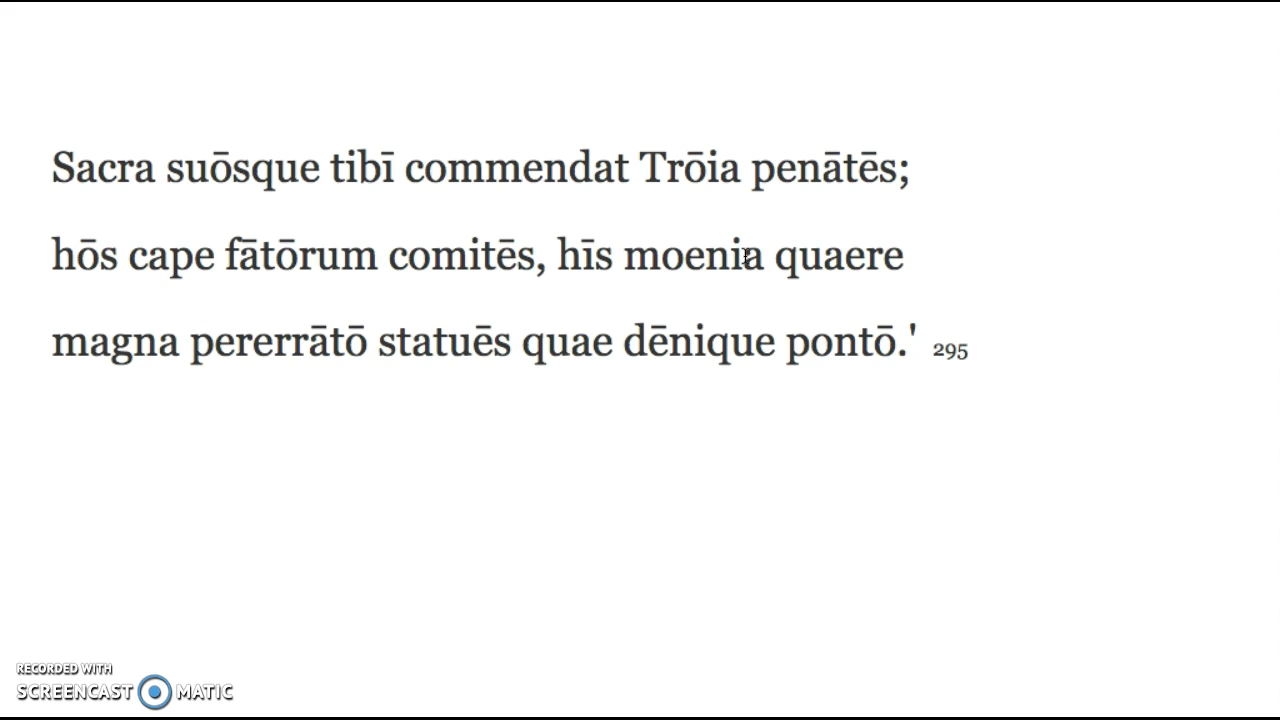 Sacra suōsque tibī commendat Trōia penātēs;
hōs cape fātōrum comitēs, hīs moenia quaere
magna pererrātō statuēs quae dēnique pontō.' 295
RECORDED WITH
SCREENCAST MATIC